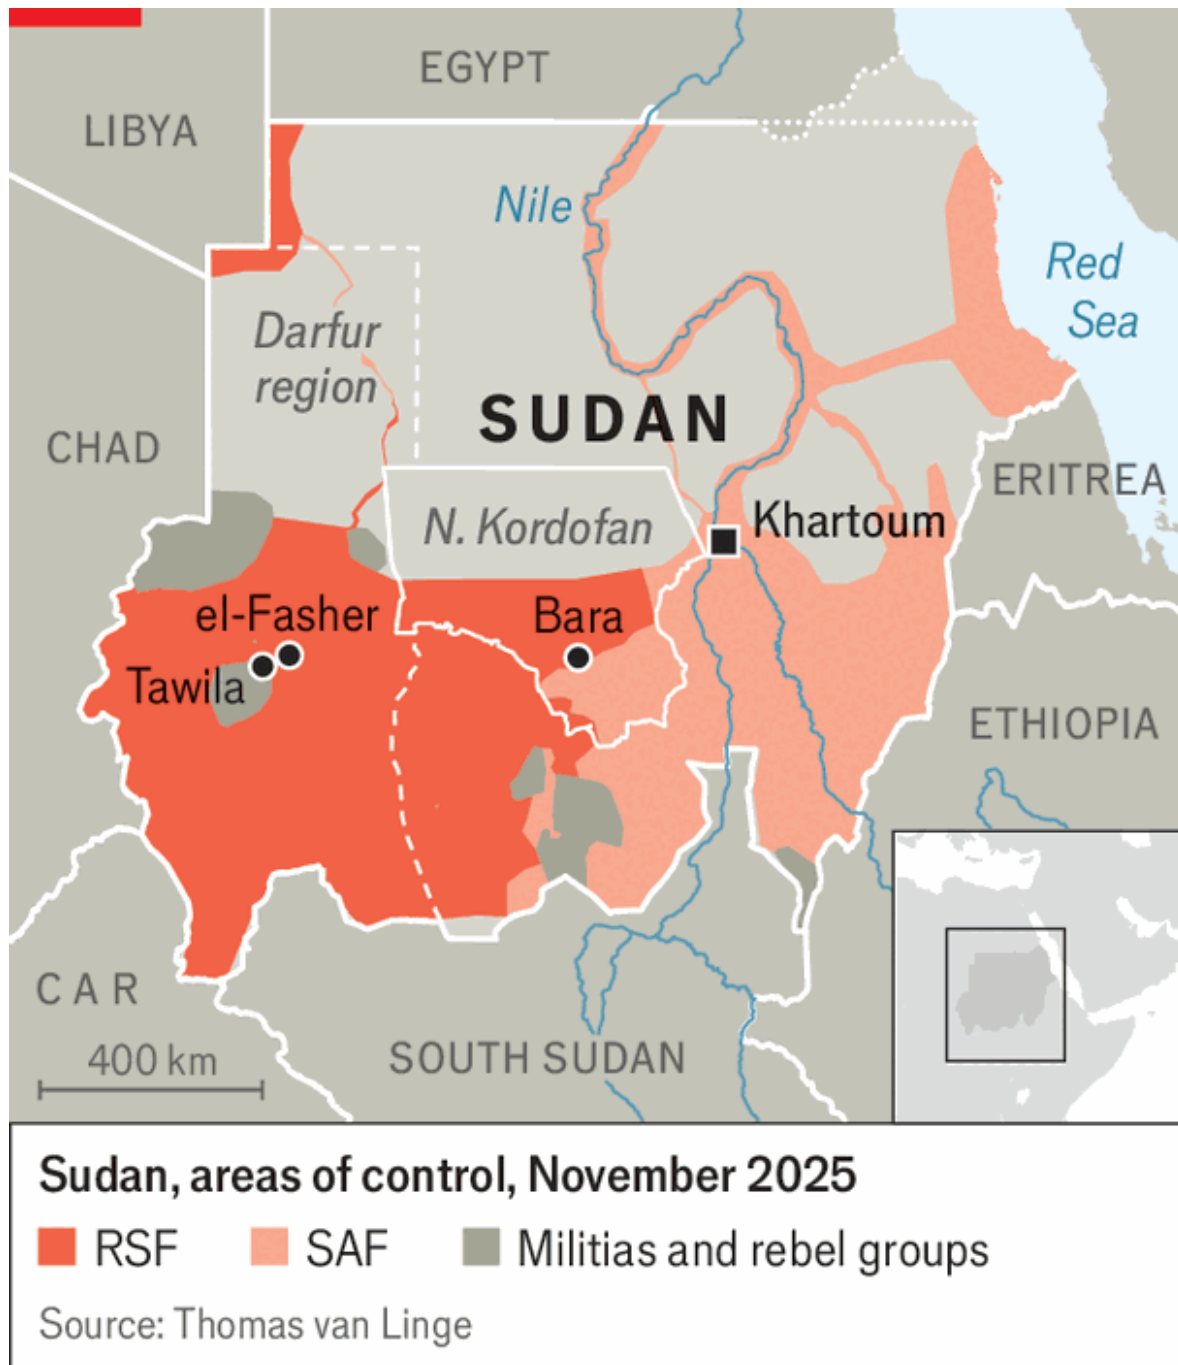 EGYPT
LIBYA
Nile
Red
Sea
Darfur
region
SUDAN
CHAD
ERITREA
N. Kordofan
Khartoum
el-Fasher
Bara
Tawila
ETHIOPIA
CAR
400 km
SOUTH SUDAN
Sudan, areas of control, November 2025
RSF SAF Militias and rebel groups
Source: Thomas van Linge